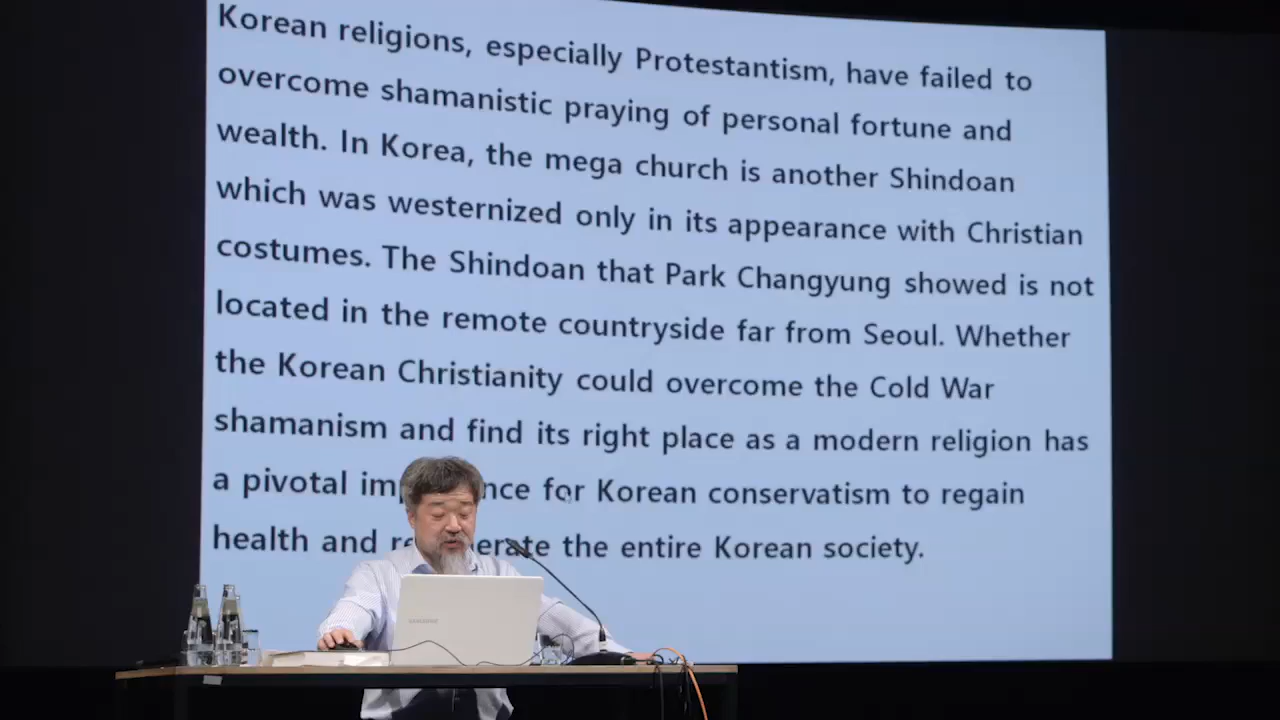 Korean religions, especially Protestantism, have failed to
overcome shamanistic praying of personal fortune and
wealth. In Korea, the mega church is another Shindoan
which was westernized only in its appearance with Christian
costumes. The Shindoan that Park Changyung showed is not
located in the remote countryside far from Seoul. Whether
the Korean Christianity could overcome the Cold War
shamanism and find its right place as a modern religion has
a pivotal for Korean conservatism to regain
health and the entire Korean society.
SAMSUNG